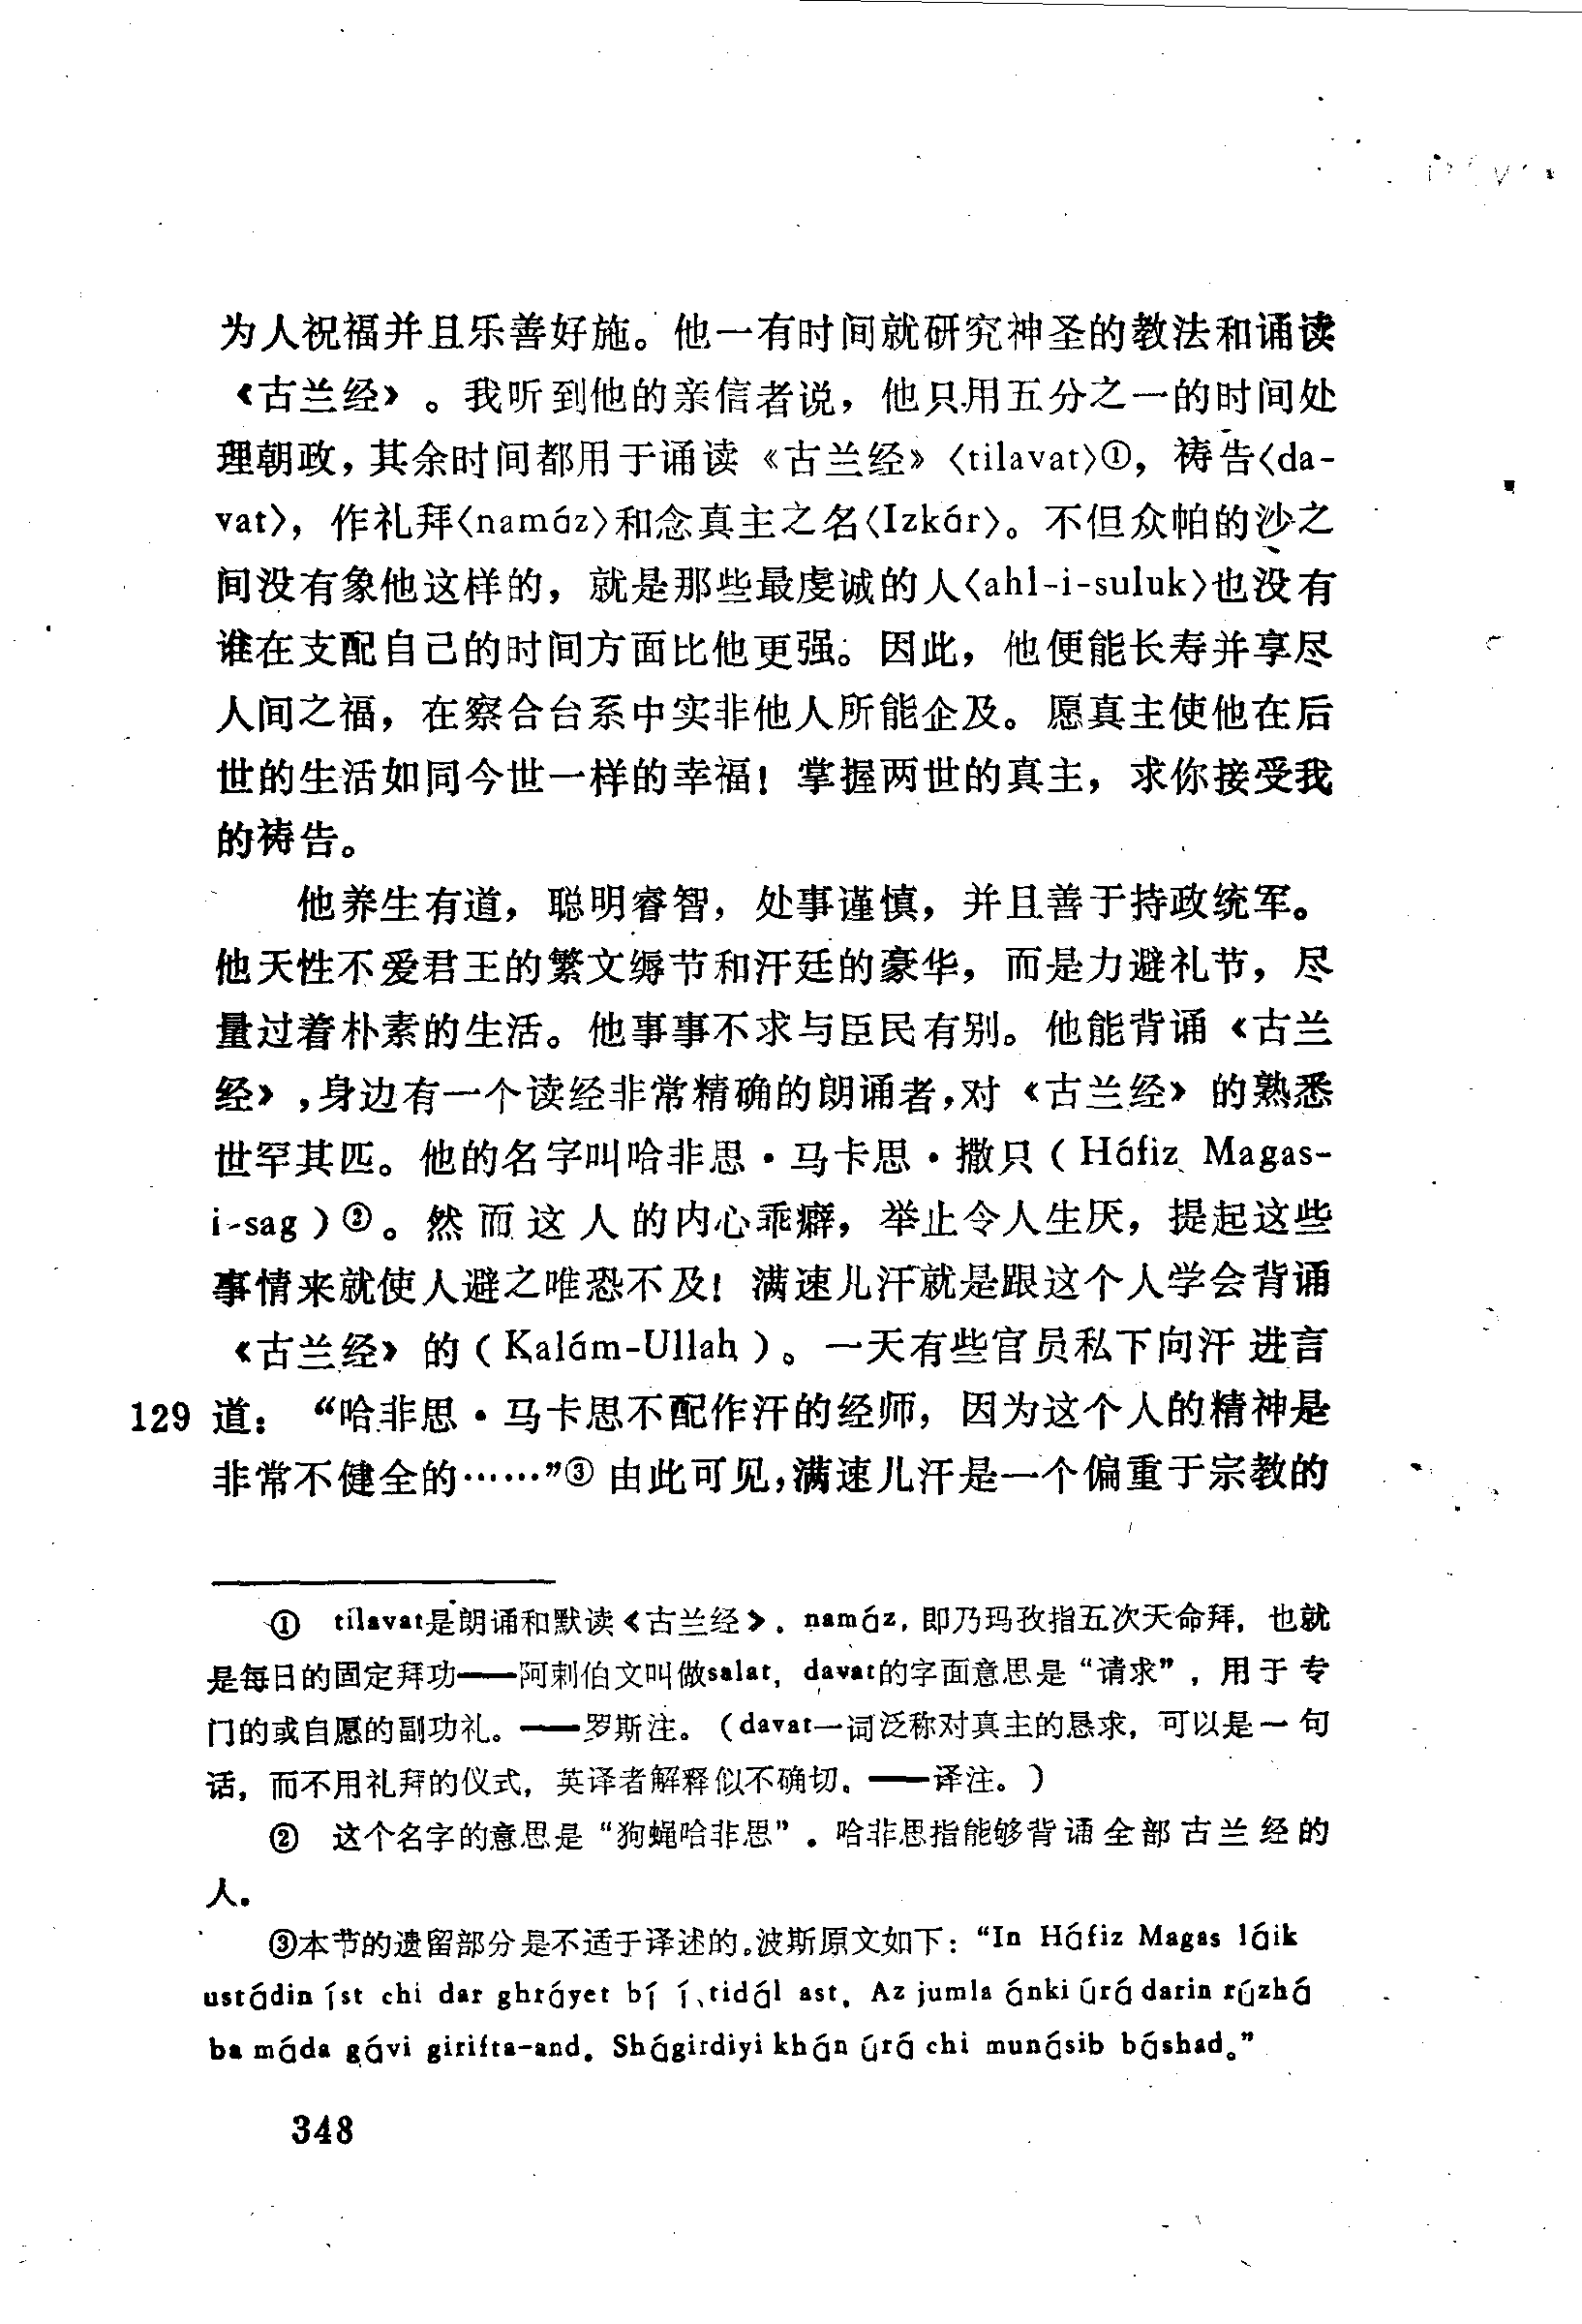 为人祝福并且乐善好施。他一有时间就研究神圣的教法和诵读
《古兰经》。我听到他的亲信者说，他只用五分之一的时间处
理朝政，其余时间都用于诵读《古兰经》〈tilavat〉①，祷告〈da-
vat〉，作礼拜〈namáz〉和念真主之名〈Izkár〉。不但众帕的沙之
间没有象他这样的，就是那些最虔诚的人〈ahl-i-suluk〉也没有
谁在支配自己的时间方面比他更强。因此，他便能长寿并享尽
人间之福，在察合台系中实非他人所能企及。愿真主使他在后
世的生活如同今世一样的幸福！掌握两世的真主，求你接受我
的祷告。
他养生有道，聪明睿智，处事谨慎，并且善于持政统军。
他天性不爱君王的繁文缛节和汗廷的豪华，而是力避礼节，尽
量过着朴素的生活。他事事不求与臣民有别。他能背诵《古兰
经》，身边有一个读经非常精确的朗诵者，对《古兰经》的熟悉
世罕其匹。他的名字叫哈非思·马卡思·撒只（Háfiz Magas-
i-sag）②。然而这人的内心乖癖，举止令人生厌，提起这些
事情来就使人避之唯恐不及！满速儿汗就是跟这个人学会背诵
《古兰经》的（Kalám-Ullah）。一天有些官员私下向汗进言
129 道：“哈非思·马卡思不配作汗的经师，因为这个人的精神是
非常不健全的……”③由此可见，满速儿汗是一个偏重于宗教的
① tilavat是朗诵和默读《古兰经》。namáz，即乃玛孜指五次天命拜，也就
是每日的固定拜功——阿刺伯文叫做salat，davat的字面意思是“请求”，用于专
门的或自愿的副功礼。——罗斯注。（davat一词泛称对真主的恳求，可以是一句
话，而不用礼拜的仪式，英译者解释似不确切。——译注。）
② 这个名字的意思是“狗蝇哈非思”。哈非思指能够背诵全部古兰经的
人。
③本节的遗留部分是不适于译述的。波斯原文如下：“In Háfiz Magas láik
ustádin íst chi dar ghráyet bí í、tidál ast，Az jumla ánki úrá darin rúzhá
ba máda gávi girifta-and。Shágirdiyi khán úrá chi munásib báshad。”
348